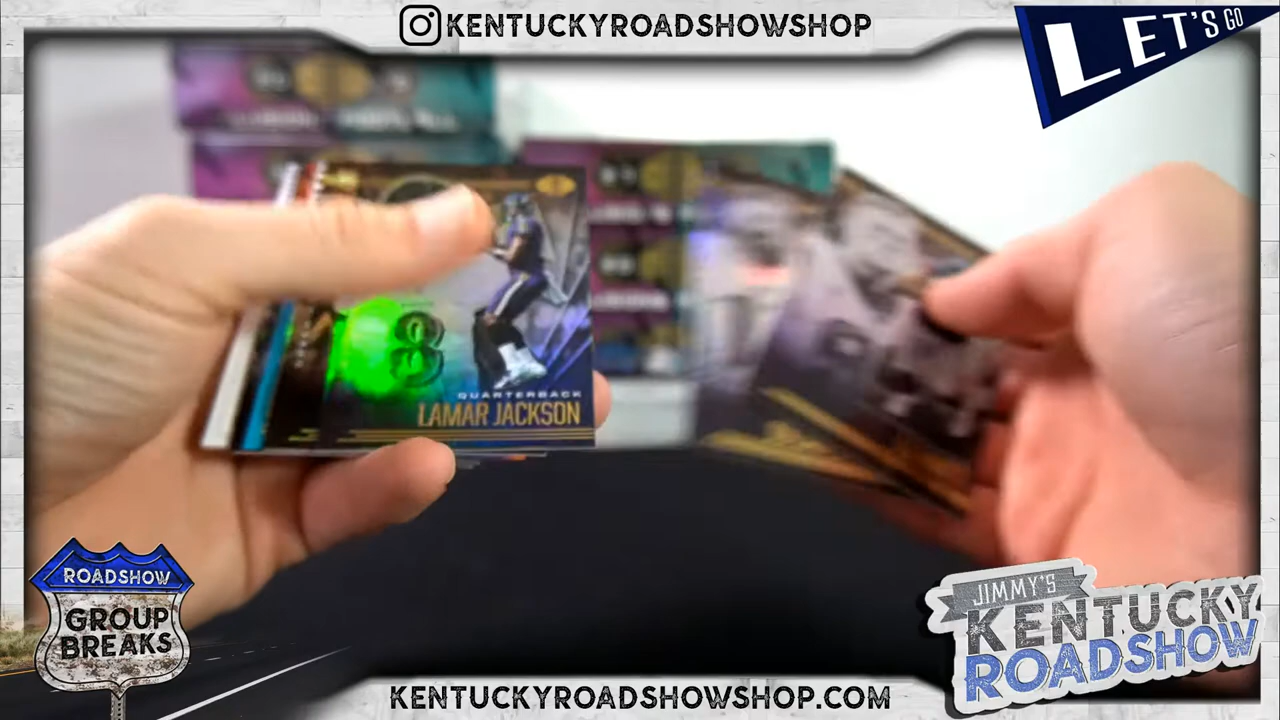 KENTUCKYROADSHOWSHOP
LET'S GO
QUARTERBACK
LAMAR JACKSON
ROADSHOW
GROUP
BREAKS
JIMMY'S
KENTUCKY
ROADSHOW
KENTUCKYROADSHOWSHOP.COM